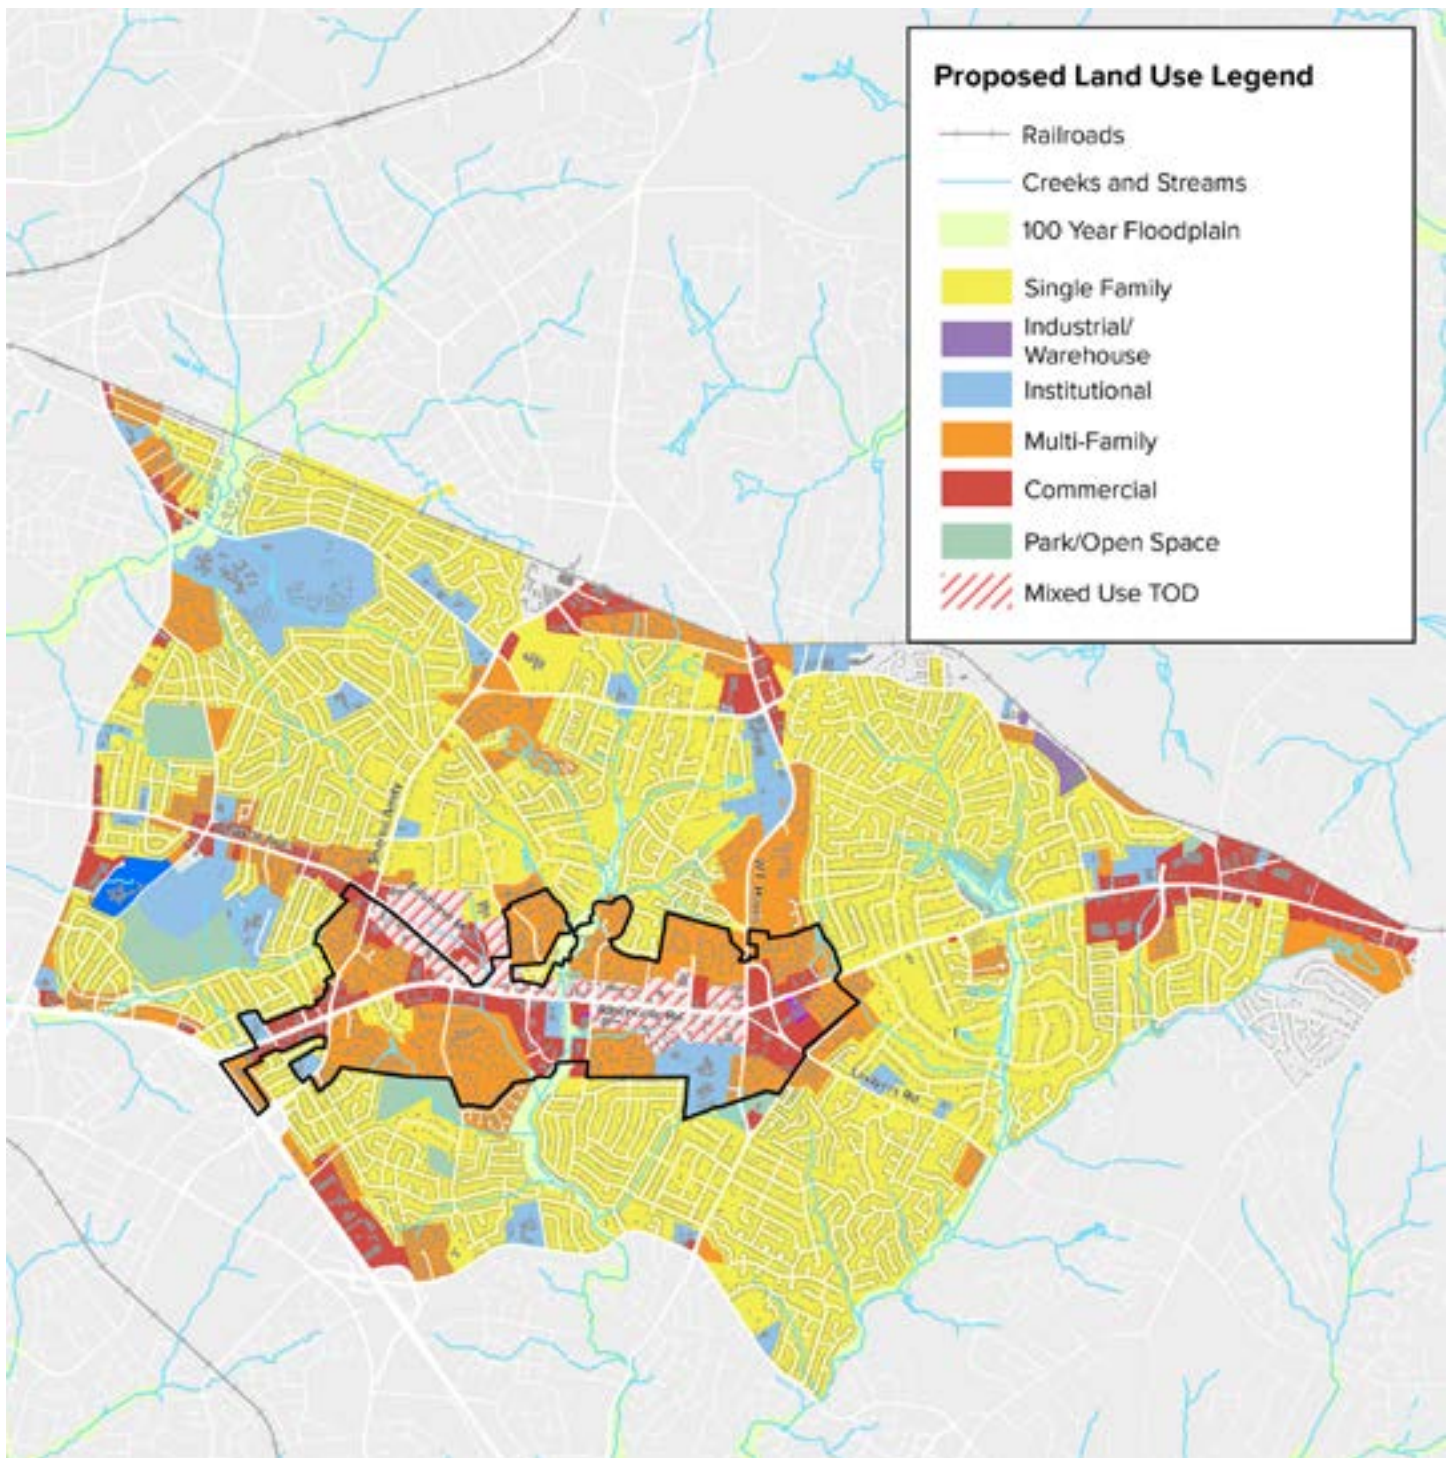 Proposed Land Use Legend
Railroads
Creeks and Streams
100 Year Floodplain
Single Family
Industrial/
Warehouse
Institutional
Multi-Family
Commercial
Park/Open Space
Mixed Use TOD
Rd